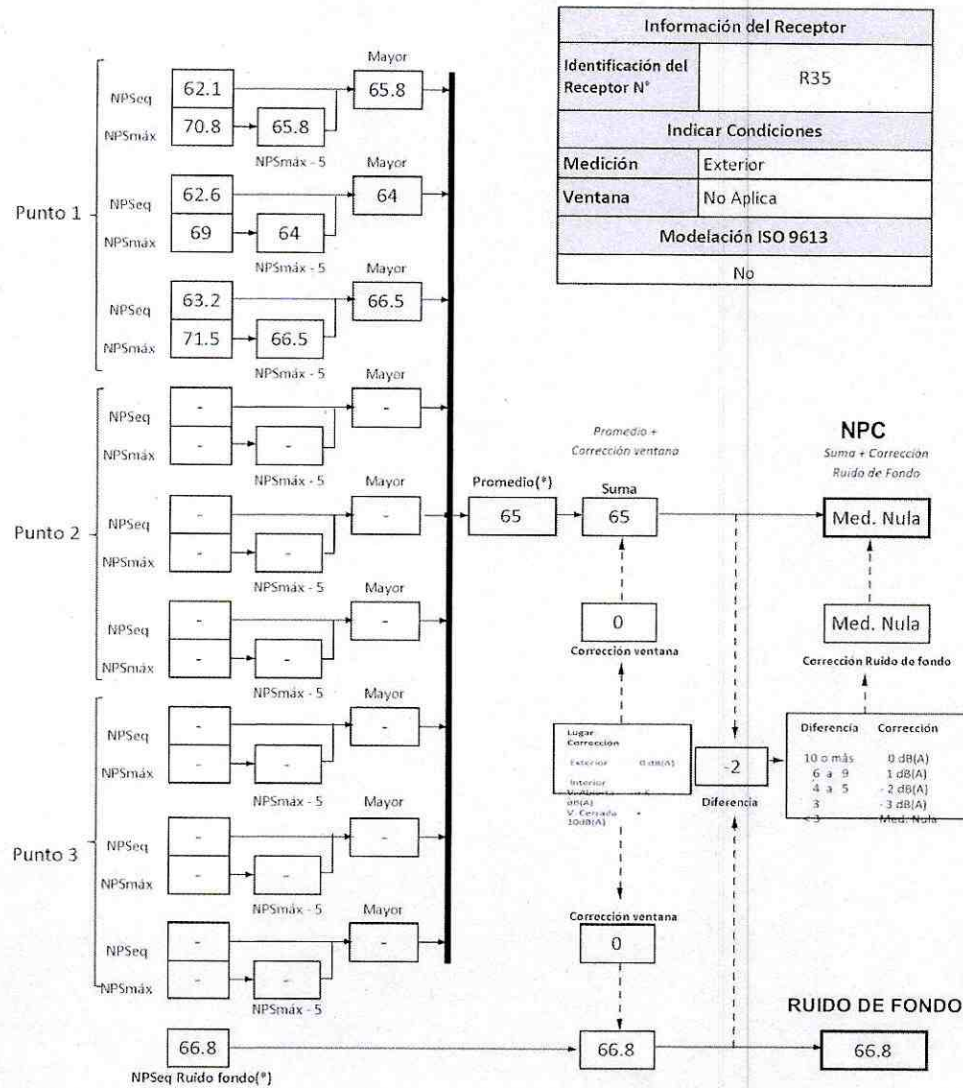 Información del Receptor
Identificación del Receptor N° R35
Indicar Condiciones
Medición Exterior
Ventana No Aplica
Modelación ISO 9613
No
Punto 1
Mayor
NPSeq 62.1 65.8
NPSmáx 70.8 65.8
NPSmáx - 5
Mayor
NPSeq 62.6 64
NPSmáx 69 64
NPSmáx - 5
Mayor
NPSeq 63.2 66.5
NPSmáx 71.5 66.5
NPSmáx - 5
Punto 2
Mayor
NPSeq - -
NPSmáx - -
NPSmáx - 5
Mayor
NPSeq - -
NPSmáx - -
NPSmáx - 5
Mayor
NPSeq - -
NPSmáx - -
NPSmáx - 5
Punto 3
Mayor
NPSeq - -
NPSmáx - -
NPSmáx - 5
Mayor
NPSeq - -
NPSmáx - -
NPSmáx - 5
Mayor
NPSeq - -
NPSmáx - -
NPSmáx - 5
66.8
NPSeq Ruido fondo(*)
Promedio(*)
65
Promedio +
Corrección ventana
Suma
65
0
Corrección ventana
Lugar
Corrección
Exterior 0 dB(A)
Interior
V. Abierta
dB(A)
V. Cerrada +
10dB(A)
Corrección ventana
0
66.8
-2
Diferencia
NPC
Suma + Corrección
Ruido de Fondo
Med. Nula
Med. Nula
Corrección Ruido de fondo
Diferencia Corrección
10 o más 0 dB(A)
6 a 9 1 dB(A)
4 a 5 - 2 dB(A)
3 - 3 dB(A)
< 3 Med. Nula
RUIDO DE FONDO
66.8